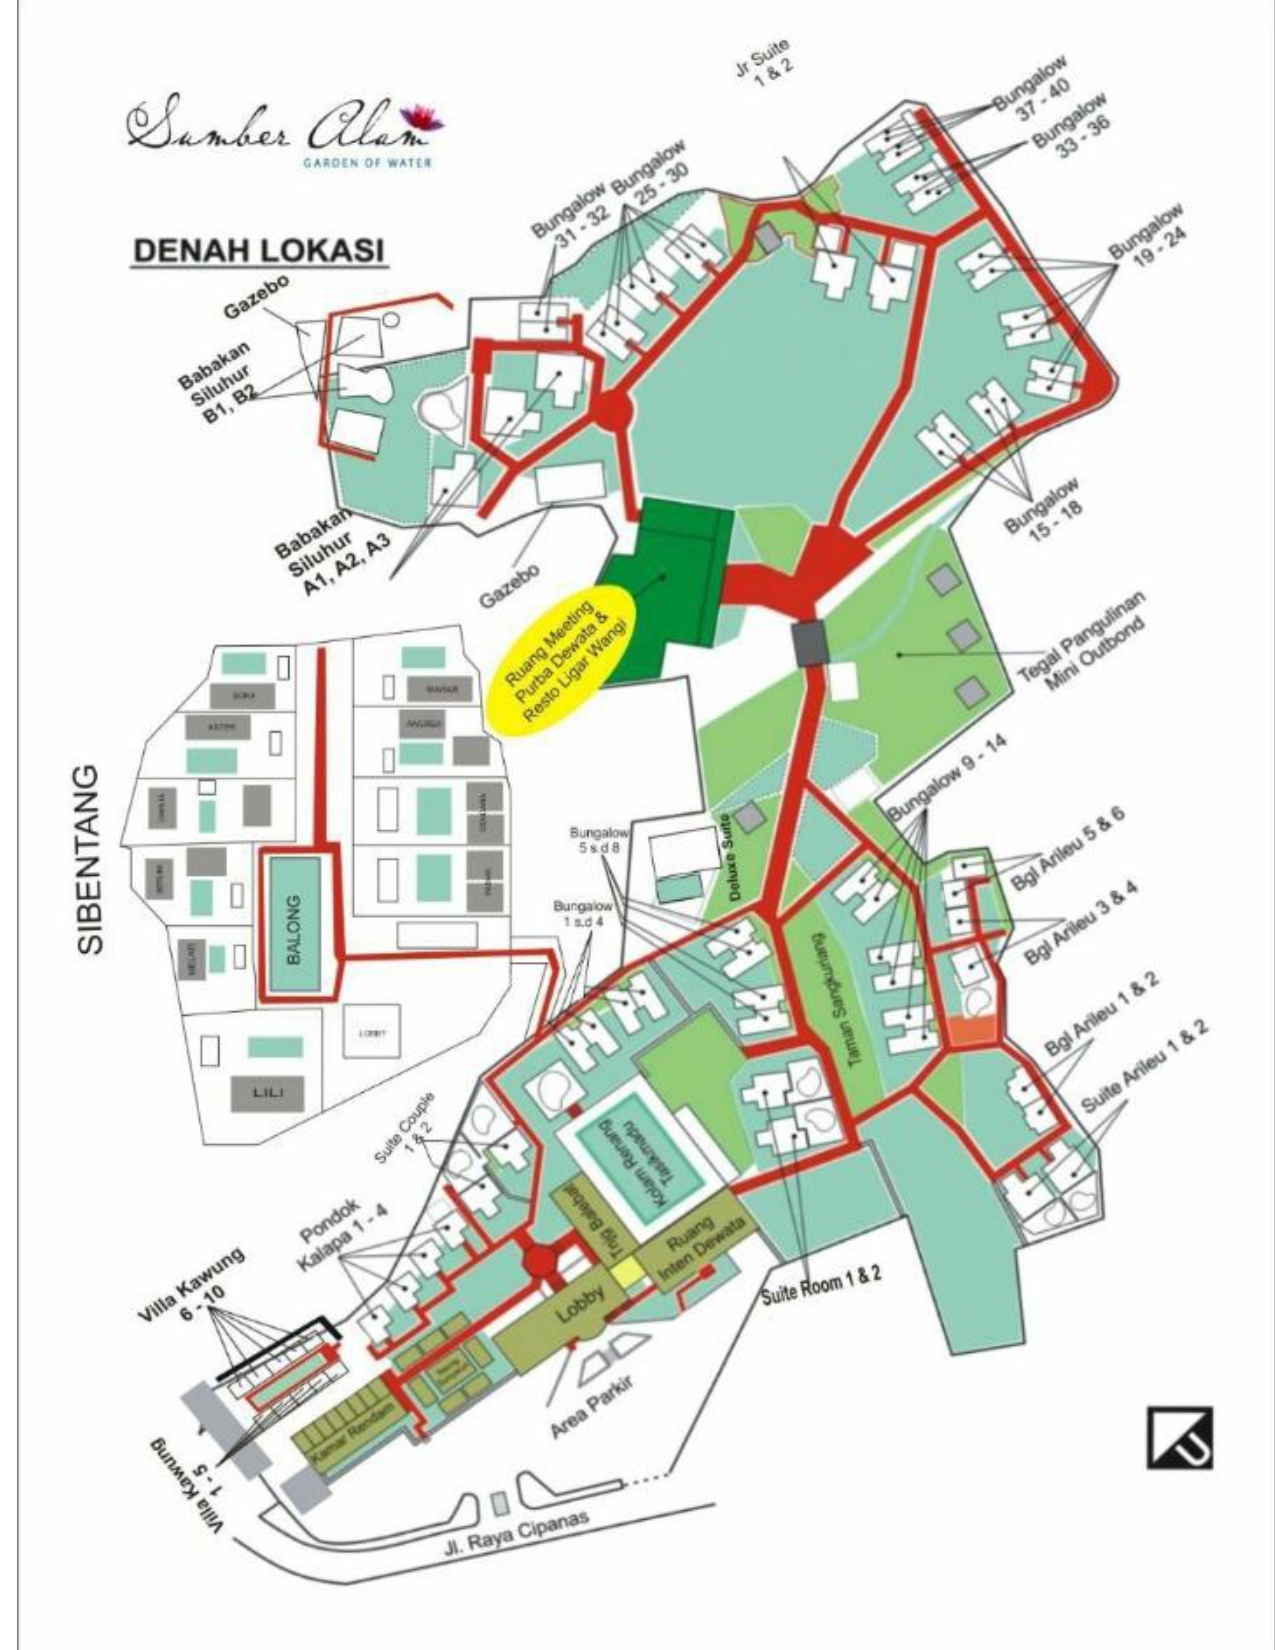 Sumber Alam
GARDEN OF WATER
DENAH LOKASI
Jr Suite
1 & 2
Bungalow
37 - 40
Bungalow
33 - 36
Bungalow
25 - 30
Bungalow
31 - 32
Bungalow
19 - 24
Gazebo
Babakan
Siluhur
B1, B2
Bungalow
15 - 18
Babakan
Siluhur
A1, A2, A3
Gazebo
Ruang Meeting
Purba Dewata &
Resto Ligar Wangi
Tegal Pangulinan
Mini Outbond
SIBENTANG
ASTER
MAWAR
ANGREK
MELATI
BALONG
LOBBY
LILI
Bungalow 9 - 14
Bungalow
5 s.d 8
Deluxe Suite
Bgl Arileu 5 & 6
Bungalow
1 s.d 4
Bgl Arileu 3 & 4
Taman Sangkuriang
Bgl Arileu 1 & 2
Suite Arileu 1 & 2
Suite Couple
1 & 2
Kolam Renang
Tasikmadu
Pondok
Kalapa 1 - 4
Ruang
Inten Dewata
Suite Room 1 & 2
Villa Kawung
6 - 10
Lobby
Area Parkir
Kamar Rendam
Villa Kawung
1 - 5
Jl. Raya Cipanas
U